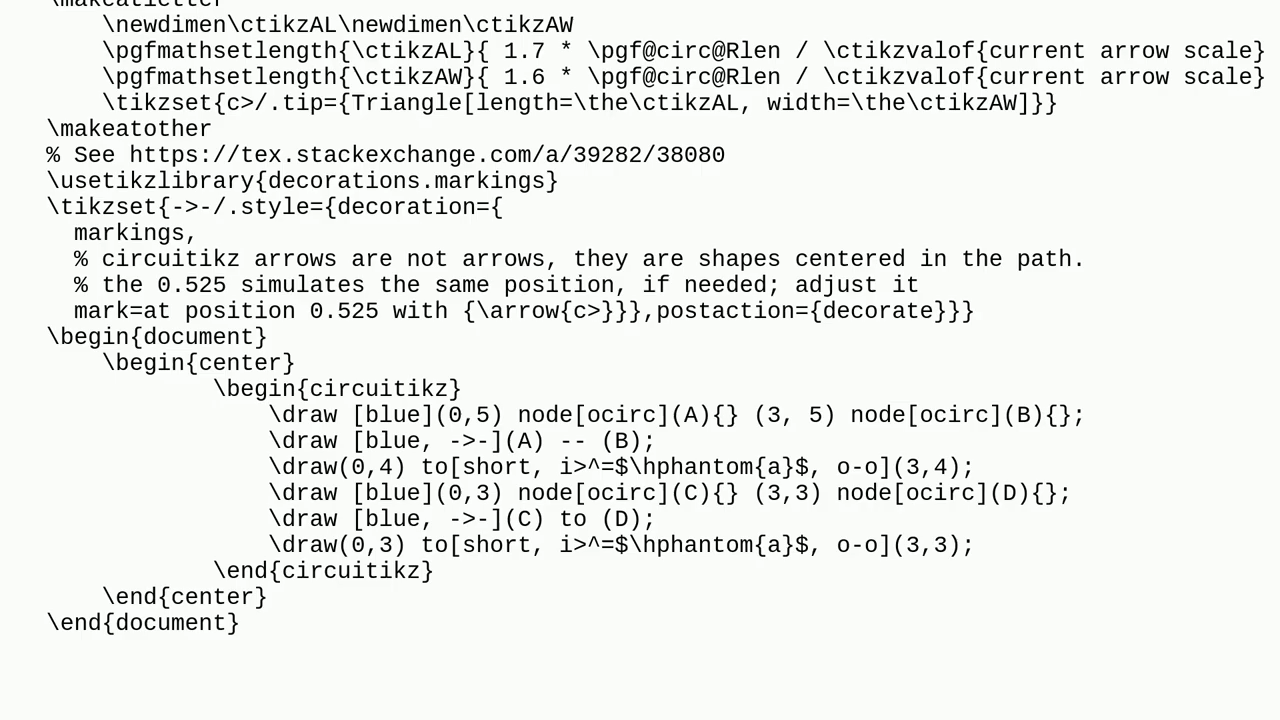 \makeatletter
\newdimen\ctikzAL\newdimen\ctikzAW
\pgfmathsetlength{\ctikzAL}{ 1.7 * \pgf@circ@Rlen / \ctikzvalof{current arrow scale}
\pgfmathsetlength{\ctikzAW}{ 1.6 * \pgf@circ@Rlen / \ctikzvalof{current arrow scale}
\tikzset{c>/.tip={Triangle[length=\the\ctikzAL, width=\the\ctikzAW]}}
\makeatother
% See https://tex.stackexchange.com/a/39282/38080
\usetikzlibrary{decorations.markings}
\tikzset{->-/.style={decoration={
markings,
% circuitikz arrows are not arrows, they are shapes centered in the path.
% the 0.525 simulates the same position, if needed; adjust it
mark=at position 0.525 with {\arrow{c>}}},postaction={decorate}}}
\begin{document}
\begin{center}
\begin{circuitikz}
\draw [blue](0,5) node[ocirc](A){} (3, 5) node[ocirc](B){};
\draw [blue, ->-](A) -- (B);
\draw(0,4) to[short, i>^=$\hphantom{a}$, o-o](3,4);
\draw [blue](0,3) node[ocirc](C){} (3,3) node[ocirc](D){};
\draw [blue, ->-](C) to (D);
\draw(0,3) to[short, i>^=$\hphantom{a}$, o-o](3,3);
\end{circuitikz}
\end{center}
\end{document}